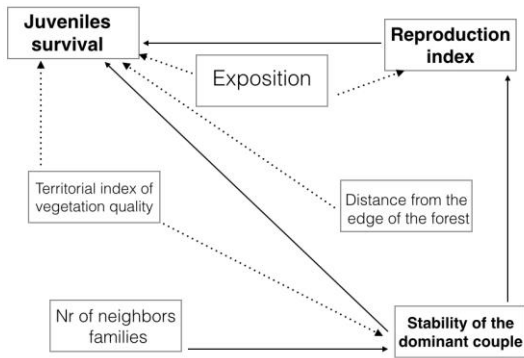 Juveniles
survival
Reproduction
index
Exposition
Territorial index of
vegetation quality
Distance from the
edge of the forest
Nr of neighbors
families
Stability of the
dominant couple